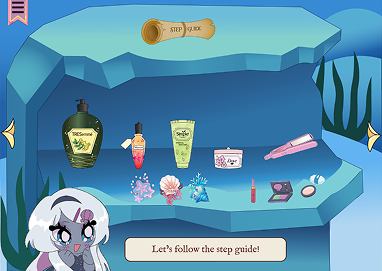 STEP GUIDE
TRESemmé
Simple
Dove
Let's follow the step guide!